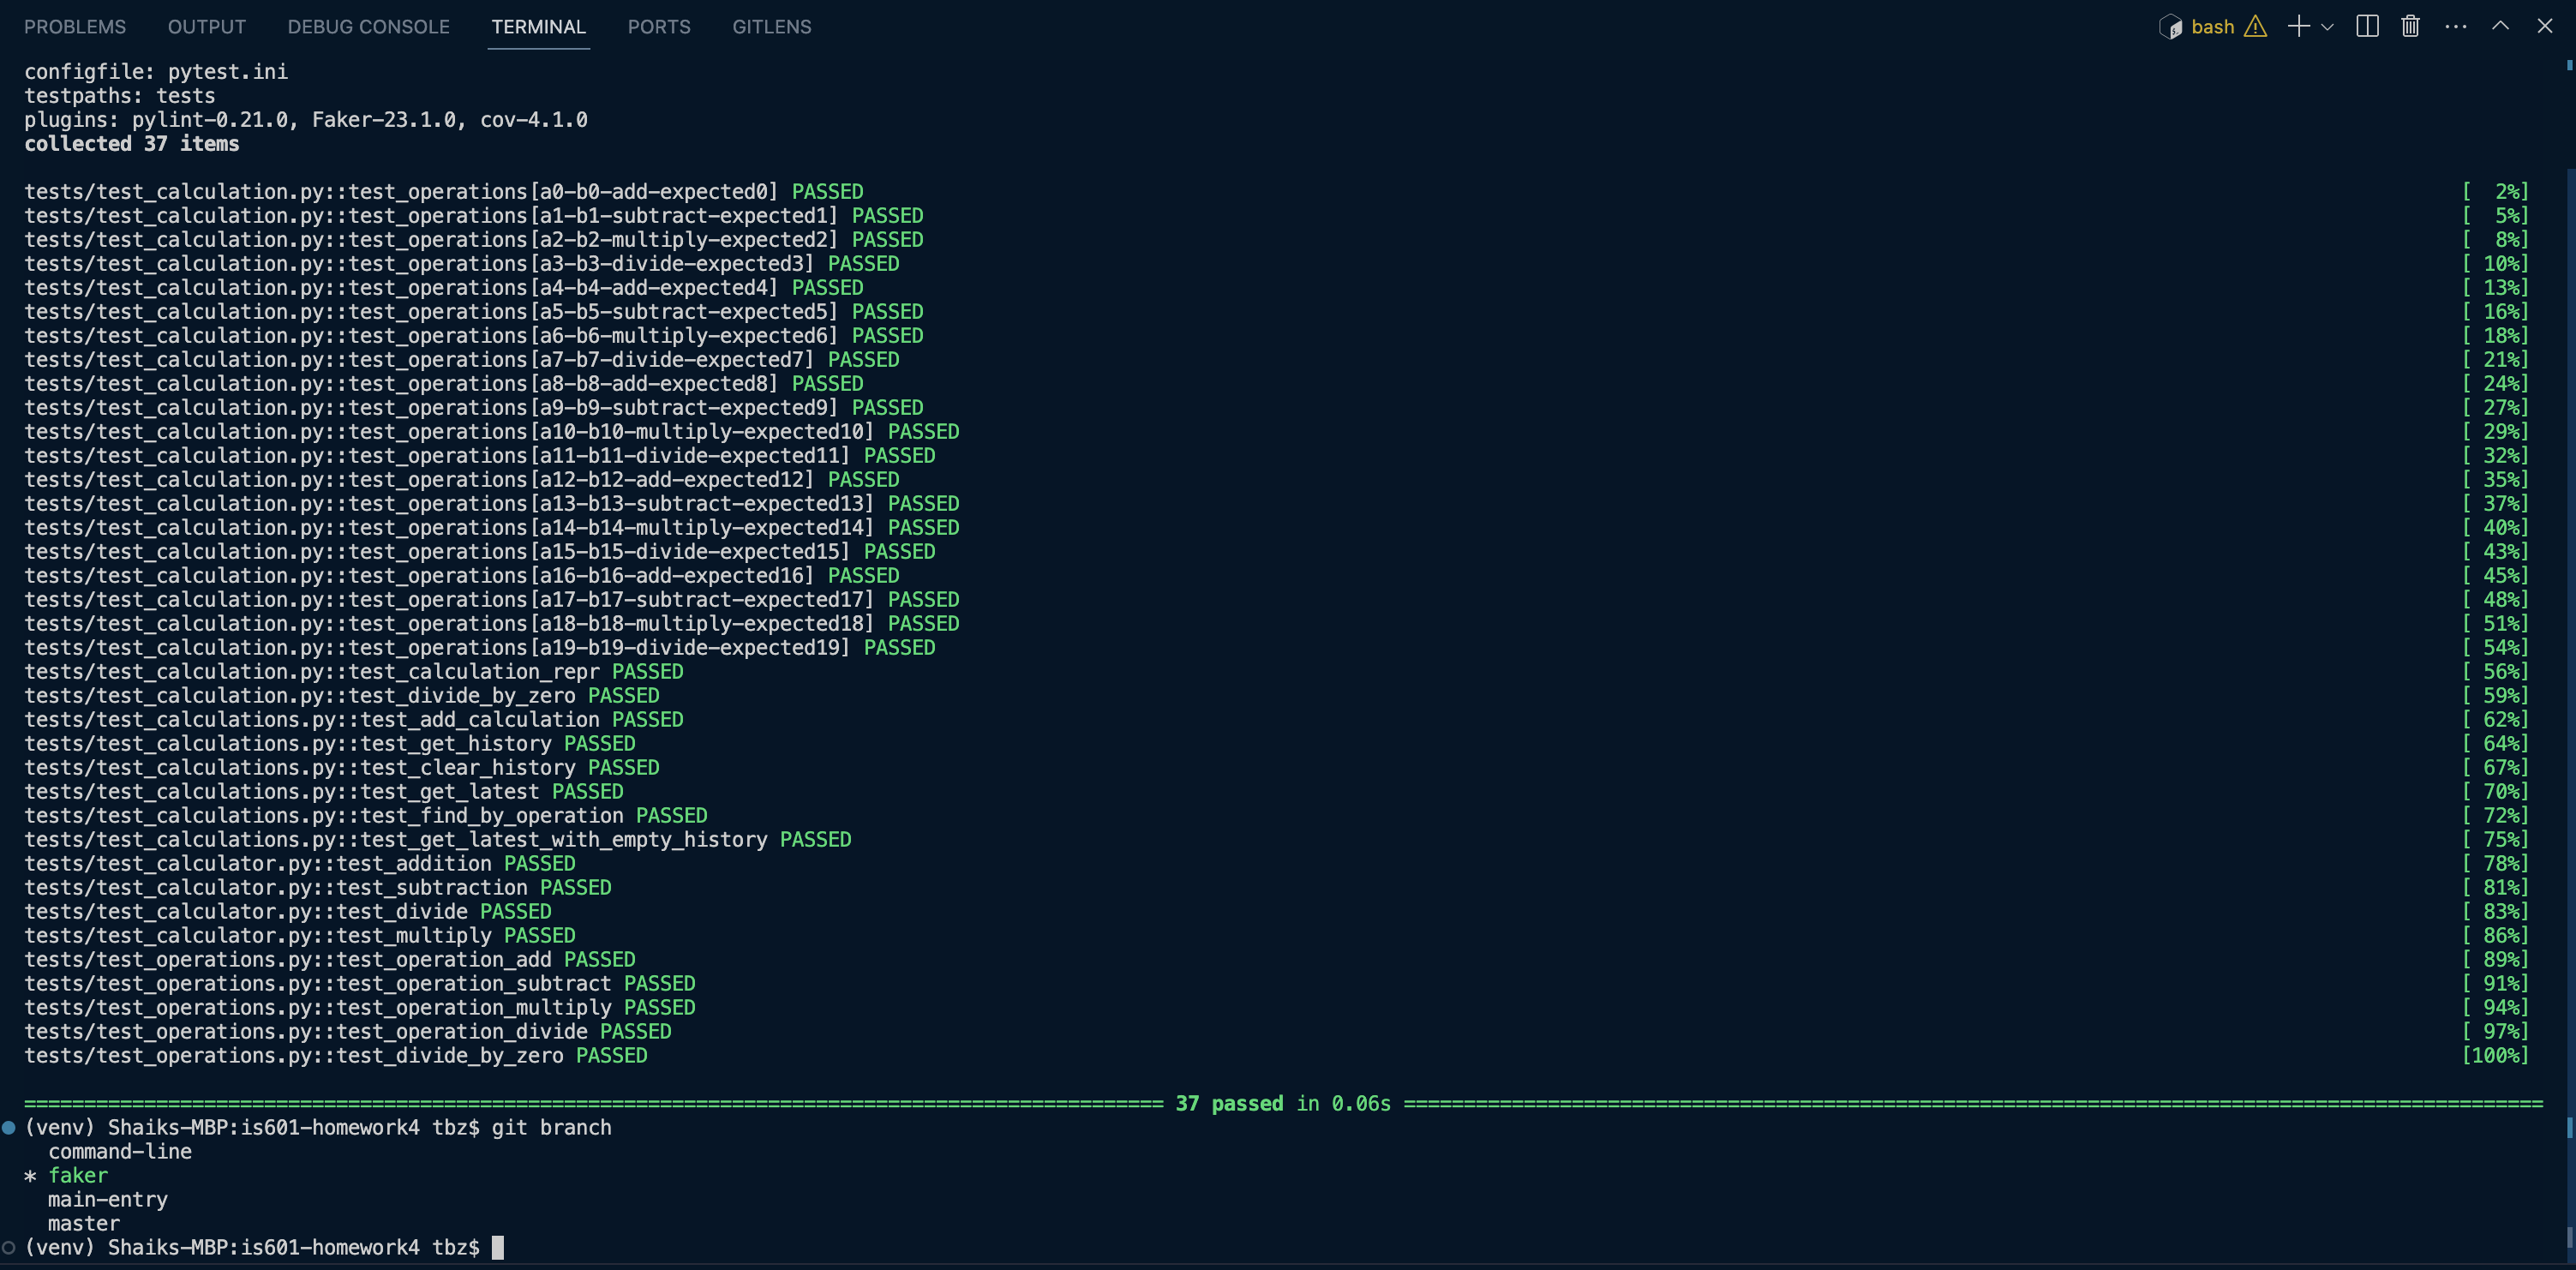 PROBLEMS OUTPUT DEBUG CONSOLE TERMINAL PORTS GITLENS bash
configfile: pytest.ini
testpaths: tests
plugins: pylint-0.21.0, Faker-23.1.0, cov-4.1.0
collected 37 items
tests/test_calculation.py::test_operations[a0-b0-add-expected0] PASSED [  2%]
tests/test_calculation.py::test_operations[a1-b1-subtract-expected1] PASSED [  5%]
tests/test_calculation.py::test_operations[a2-b2-multiply-expected2] PASSED [  8%]
tests/test_calculation.py::test_operations[a3-b3-divide-expected3] PASSED [ 10%]
tests/test_calculation.py::test_operations[a4-b4-add-expected4] PASSED [ 13%]
tests/test_calculation.py::test_operations[a5-b5-subtract-expected5] PASSED [ 16%]
tests/test_calculation.py::test_operations[a6-b6-multiply-expected6] PASSED [ 18%]
tests/test_calculation.py::test_operations[a7-b7-divide-expected7] PASSED [ 21%]
tests/test_calculation.py::test_operations[a8-b8-add-expected8] PASSED [ 24%]
tests/test_calculation.py::test_operations[a9-b9-subtract-expected9] PASSED [ 27%]
tests/test_calculation.py::test_operations[a10-b10-multiply-expected10] PASSED [ 29%]
tests/test_calculation.py::test_operations[a11-b11-divide-expected11] PASSED [ 32%]
tests/test_calculation.py::test_operations[a12-b12-add-expected12] PASSED [ 35%]
tests/test_calculation.py::test_operations[a13-b13-subtract-expected13] PASSED [ 37%]
tests/test_calculation.py::test_operations[a14-b14-multiply-expected14] PASSED [ 40%]
tests/test_calculation.py::test_operations[a15-b15-divide-expected15] PASSED [ 43%]
tests/test_calculation.py::test_operations[a16-b16-add-expected16] PASSED [ 45%]
tests/test_calculation.py::test_operations[a17-b17-subtract-expected17] PASSED [ 48%]
tests/test_calculation.py::test_operations[a18-b18-multiply-expected18] PASSED [ 51%]
tests/test_calculation.py::test_operations[a19-b19-divide-expected19] PASSED [ 54%]
tests/test_calculation.py::test_calculation_repr PASSED [ 56%]
tests/test_calculation.py::test_divide_by_zero PASSED [ 59%]
tests/test_calculations.py::test_add_calculation PASSED [ 62%]
tests/test_calculations.py::test_get_history PASSED [ 64%]
tests/test_calculations.py::test_clear_history PASSED [ 67%]
tests/test_calculations.py::test_get_latest PASSED [ 70%]
tests/test_calculations.py::test_find_by_operation PASSED [ 72%]
tests/test_calculations.py::test_get_latest_with_empty_history PASSED [ 75%]
tests/test_calculator.py::test_addition PASSED [ 78%]
tests/test_calculator.py::test_subtraction PASSED [ 81%]
tests/test_calculator.py::test_divide PASSED [ 83%]
tests/test_calculator.py::test_multiply PASSED [ 86%]
tests/test_operations.py::test_operation_add PASSED [ 89%]
tests/test_operations.py::test_operation_subtract PASSED [ 91%]
tests/test_operations.py::test_operation_multiply PASSED [ 94%]
tests/test_operations.py::test_operation_divide PASSED [ 97%]
tests/test_operations.py::test_divide_by_zero PASSED [100%]
=============================================================================================== 37 passed in 0.06s ===============================================================================================
(venv) Shaiks-MBP:is601-homework4 tbz$ git branch
  command-line
* faker
  main-entry
  master
(venv) Shaiks-MBP:is601-homework4 tbz$